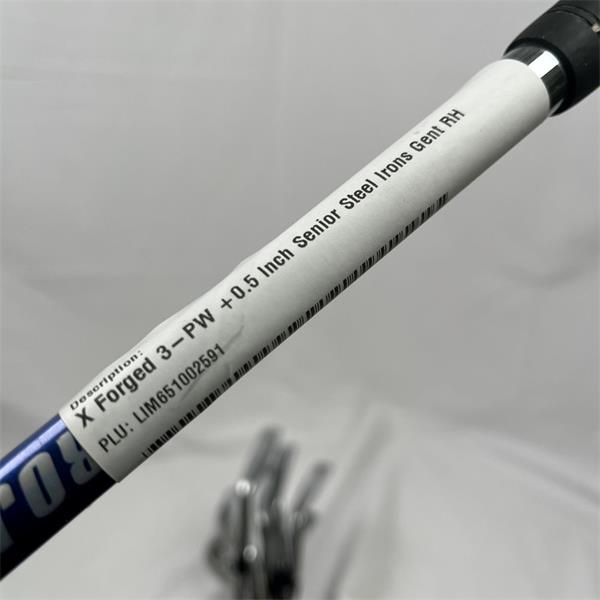 Description:
X Forged 3-PW +0.5 Inch Senior Steel Irons Gent RH
PLU: LIM651002591